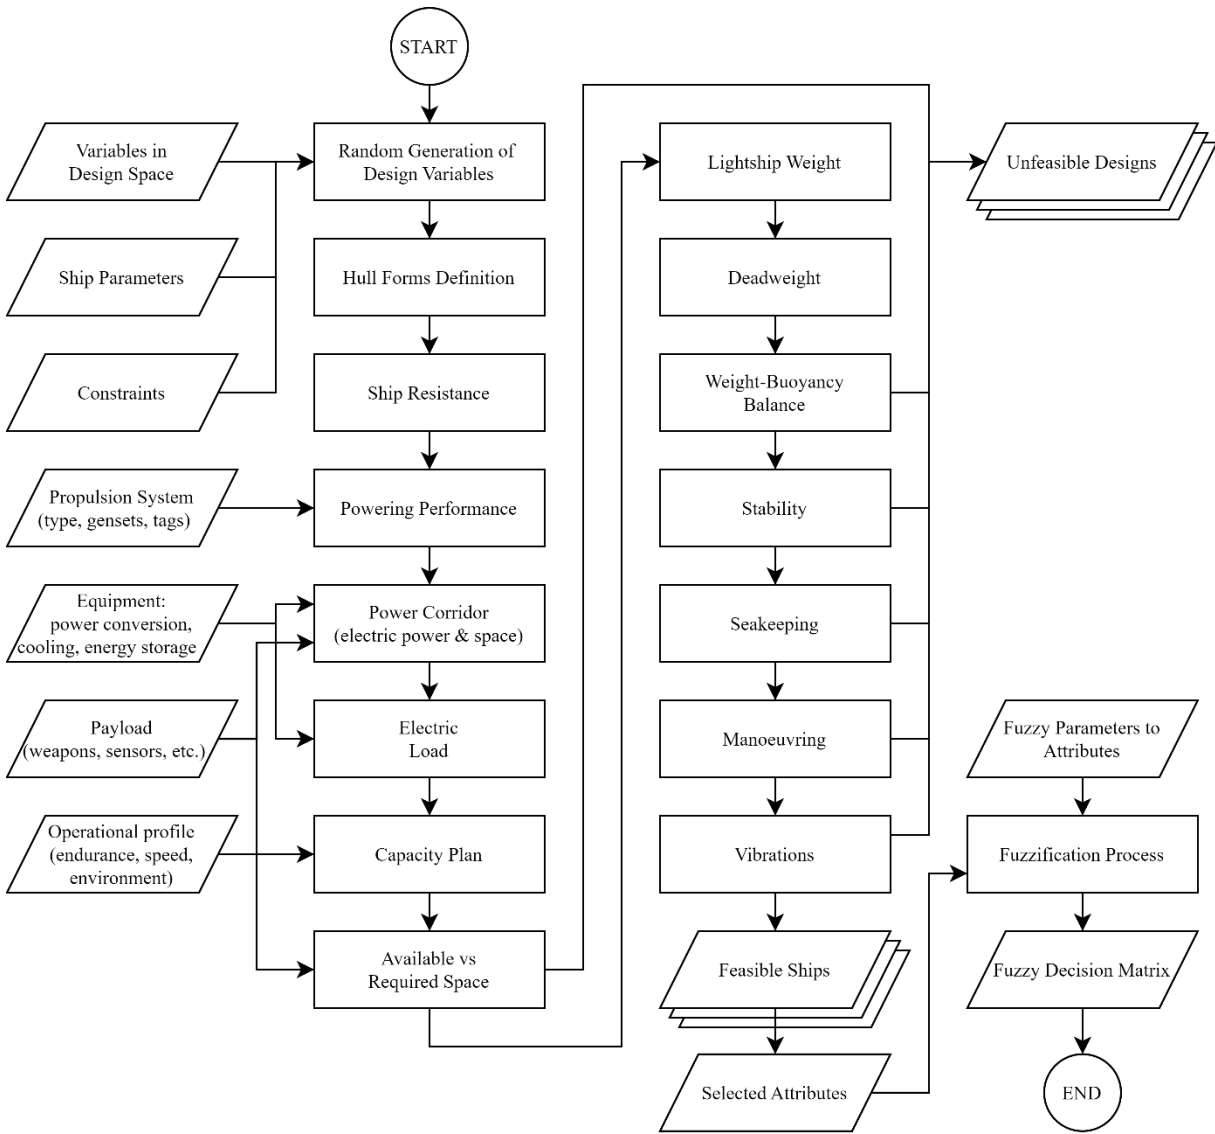 START
Variables in
Design Space
Random Generation of
Design Variables
Lightship Weight
Unfeasible Designs
Ship Parameters
Hull Forms Definition
Deadweight
Constraints
Ship Resistance
Weight-Buoyancy
Balance
Propulsion System
(type, gensets, tags)
Powering Performance
Stability
Equipment:
power conversion,
cooling, energy storage
Power Corridor
(electric power & space)
Seakeeping
Payload
(weapons, sensors, etc.)
Electric
Load
Manoeuvring
Fuzzy Parameters to
Attributes
Operational profile
(endurance, speed,
environment)
Capacity Plan
Vibrations
Fuzzification Process
Available vs
Required Space
Feasible Ships
Fuzzy Decision Matrix
Selected Attributes
END